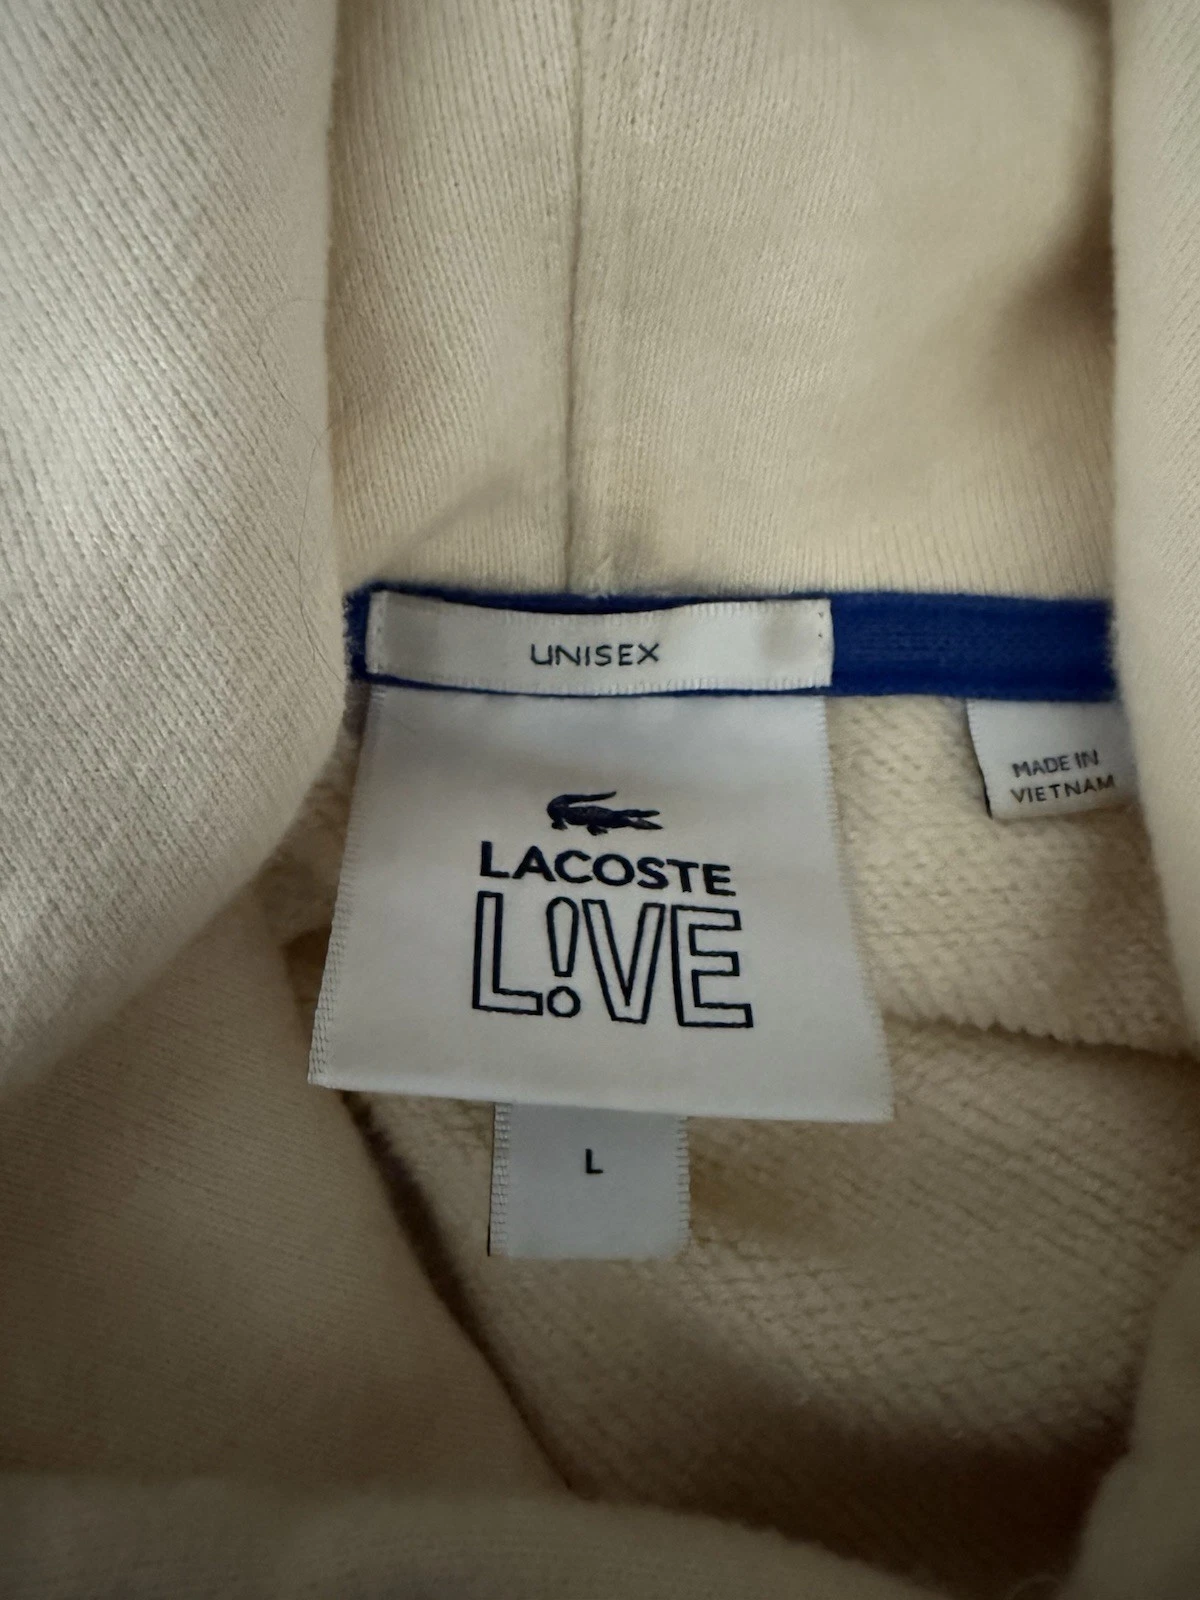 UNISEX
MADE IN
VIETNAM
LACOSTE
L!VE
L